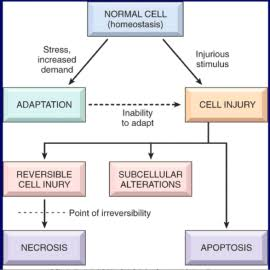 NORMAL CELL
(homeostasis)
Stress,
increased
demand
Injurious
stimulus
ADAPTATION
Inability
to adapt
CELL INJURY
REVERSIBLE
CELL INUURY
SUBCELLULAR
ALTERATIONS
Point of irreversibility
NECROSIS
APOPTOSIS